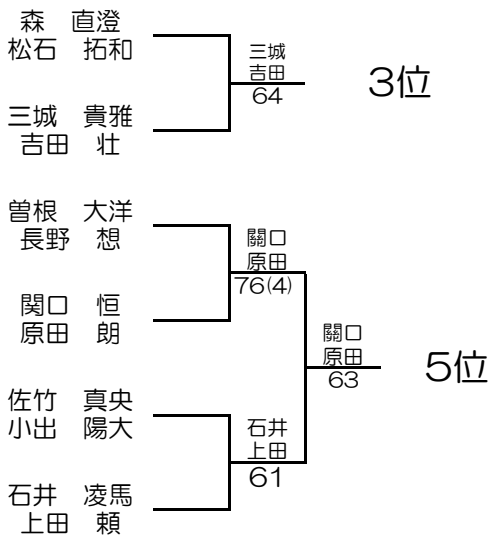 森　直澄
松石　拓和
三城
吉田
64
3位
三城　貴雅
吉田　壮
曽根　大洋
長野　想
關口
原田
76(4)
関口　恒
原田　朗
關口
原田
63
5位
佐竹　真央
小出　陽大
石井
上田
61
石井　凌馬
上田　頼